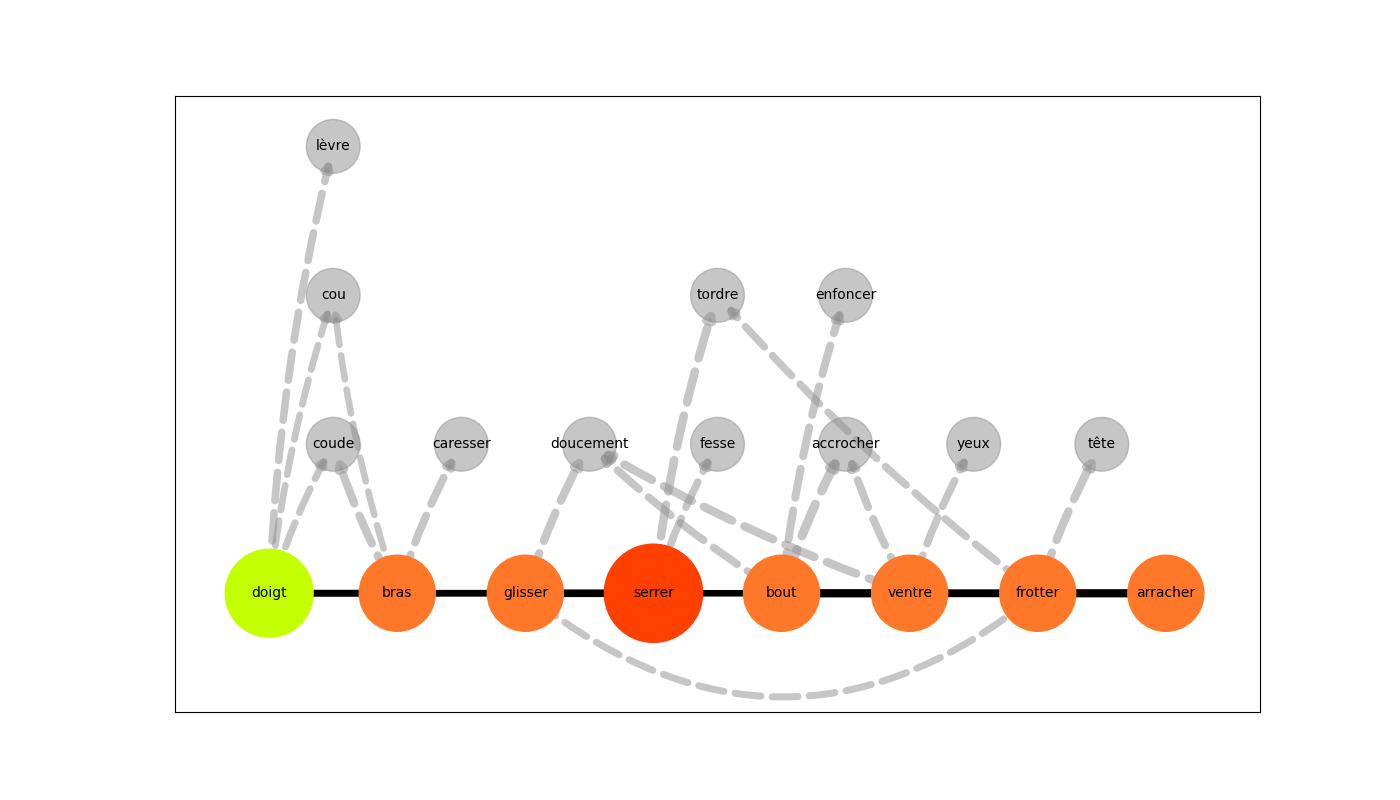 lèvre
cou
tordre
enfoncer
coude
caresser
doucement
fesse
accrocher
yeux
tête
doigt
bras
glisser
serrer
bout
ventre
frotter
arracher